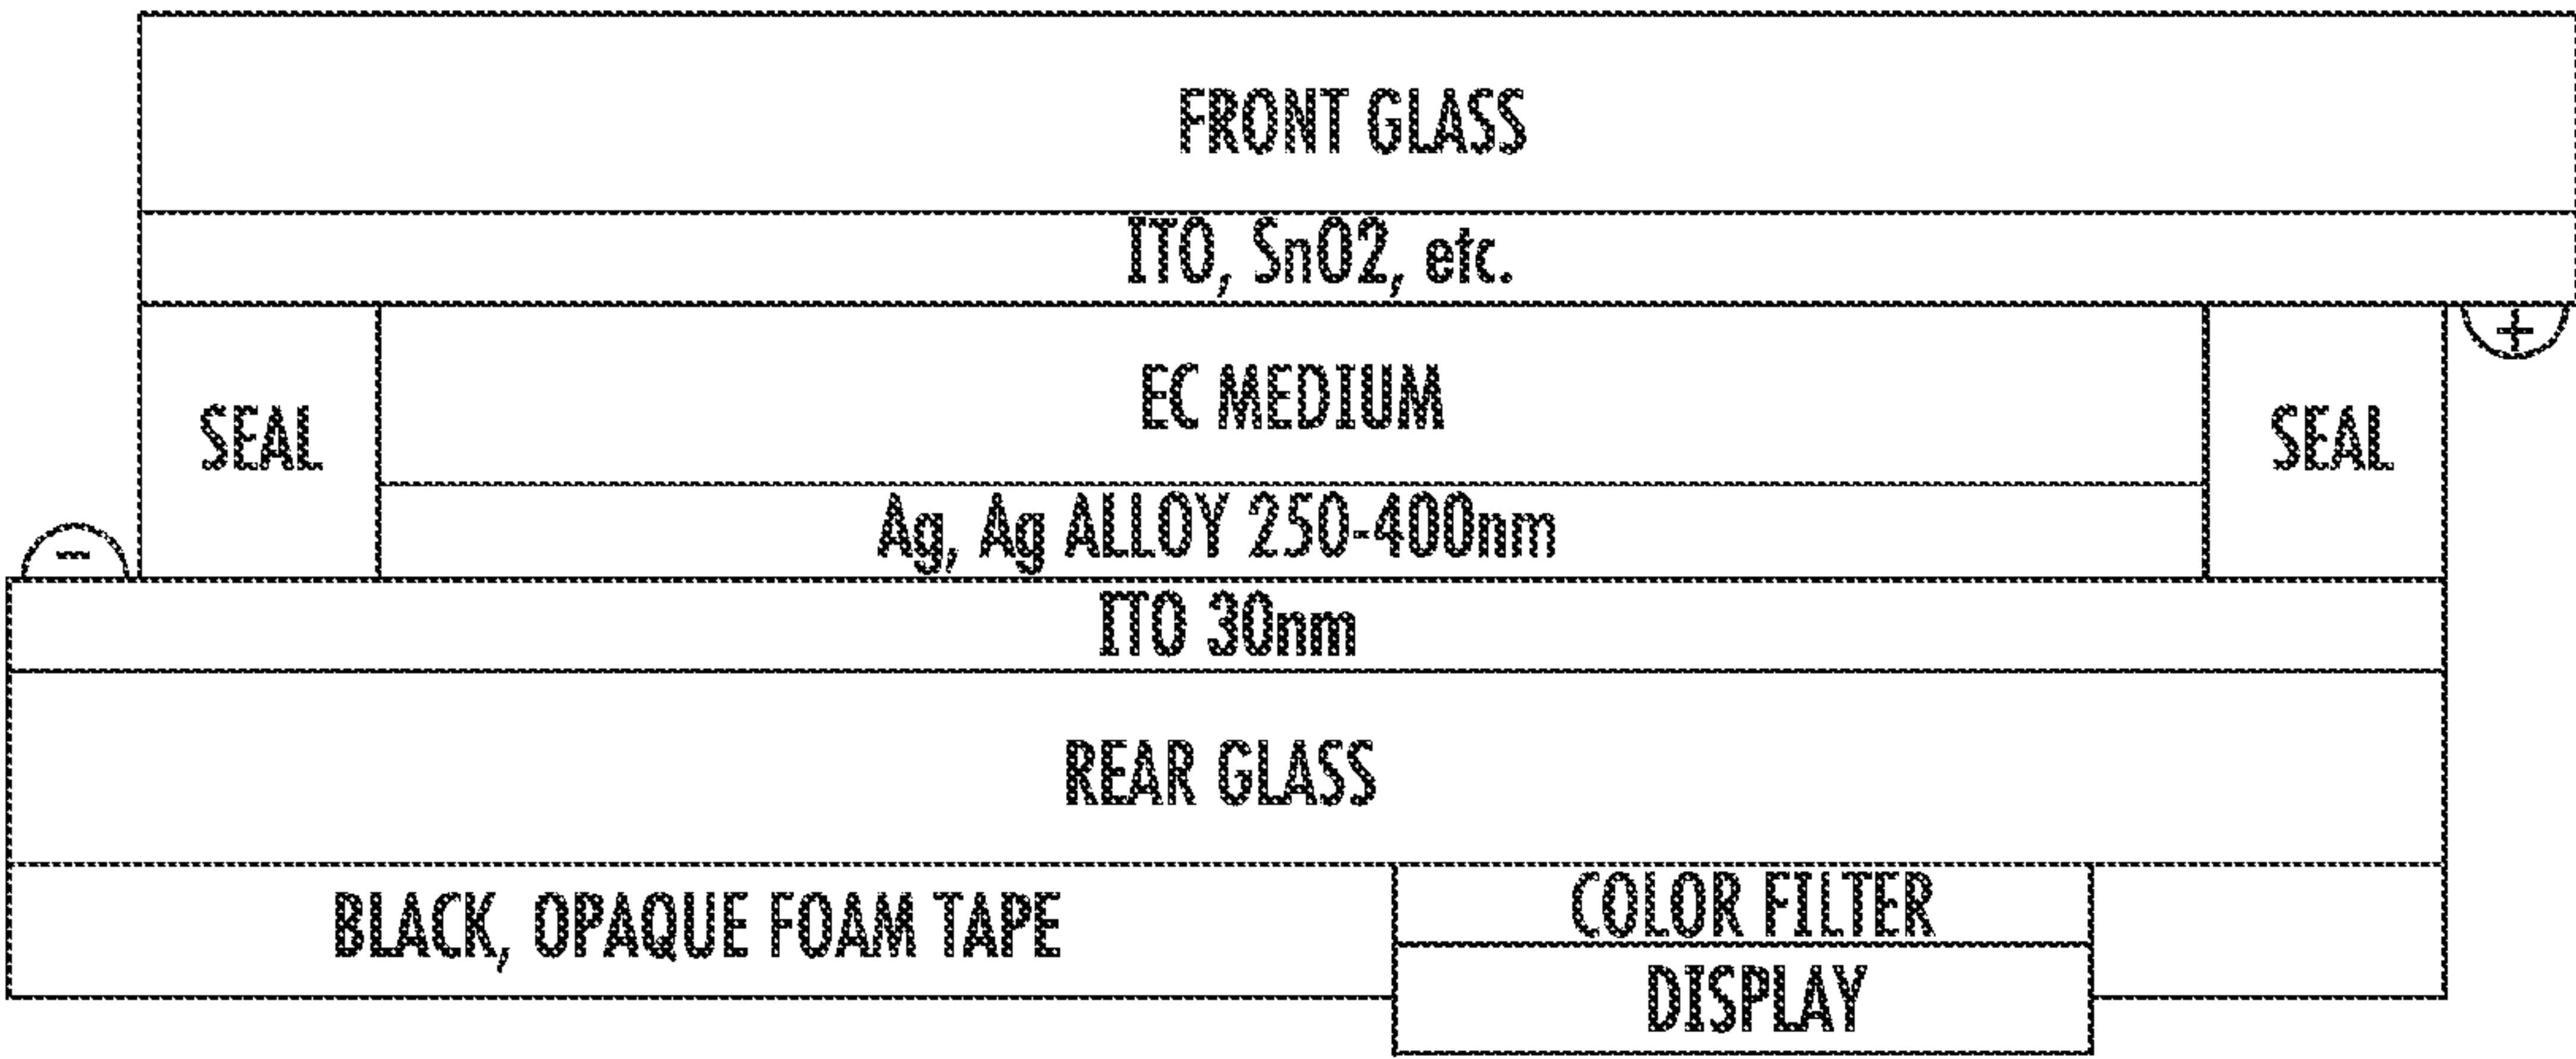 FRONT GLASS
ITO, SnO2, etc.
+
EC MEDIUM
SEAL
SEAL
Ag, Ag ALLOY 250-400nm
-
ITO 30nm
REAR GLASS
BLACK, OPAQUE FOAM TAPE
COLOR FILTER
DISPLAY